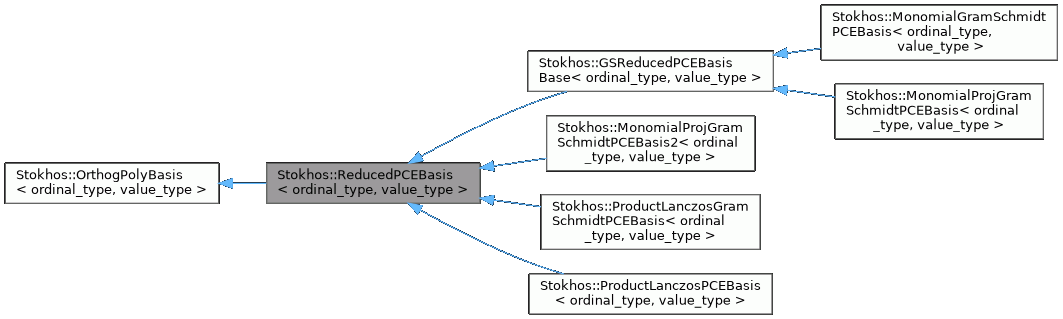 Stokhos::OrthogPolyBasis
< ordinal_type, value_type >
Stokhos::ReducedPCEBasis
< ordinal_type, value_type >
Stokhos::GSReducedPCEBasis
Base< ordinal_type, value_type >
Stokhos::MonomialProjGram
SchmidtPCEBasis2< ordinal
_type, value_type >
Stokhos::ProductLanczosGram
SchmidtPCEBasis< ordinal
_type, value_type >
Stokhos::ProductLanczosPCEBasis
< ordinal_type, value_type >
Stokhos::MonomialGramSchmidt
PCEBasis< ordinal_type,
value_type >
Stokhos::MonomialProjGram
SchmidtPCEBasis< ordinal
_type, value_type >